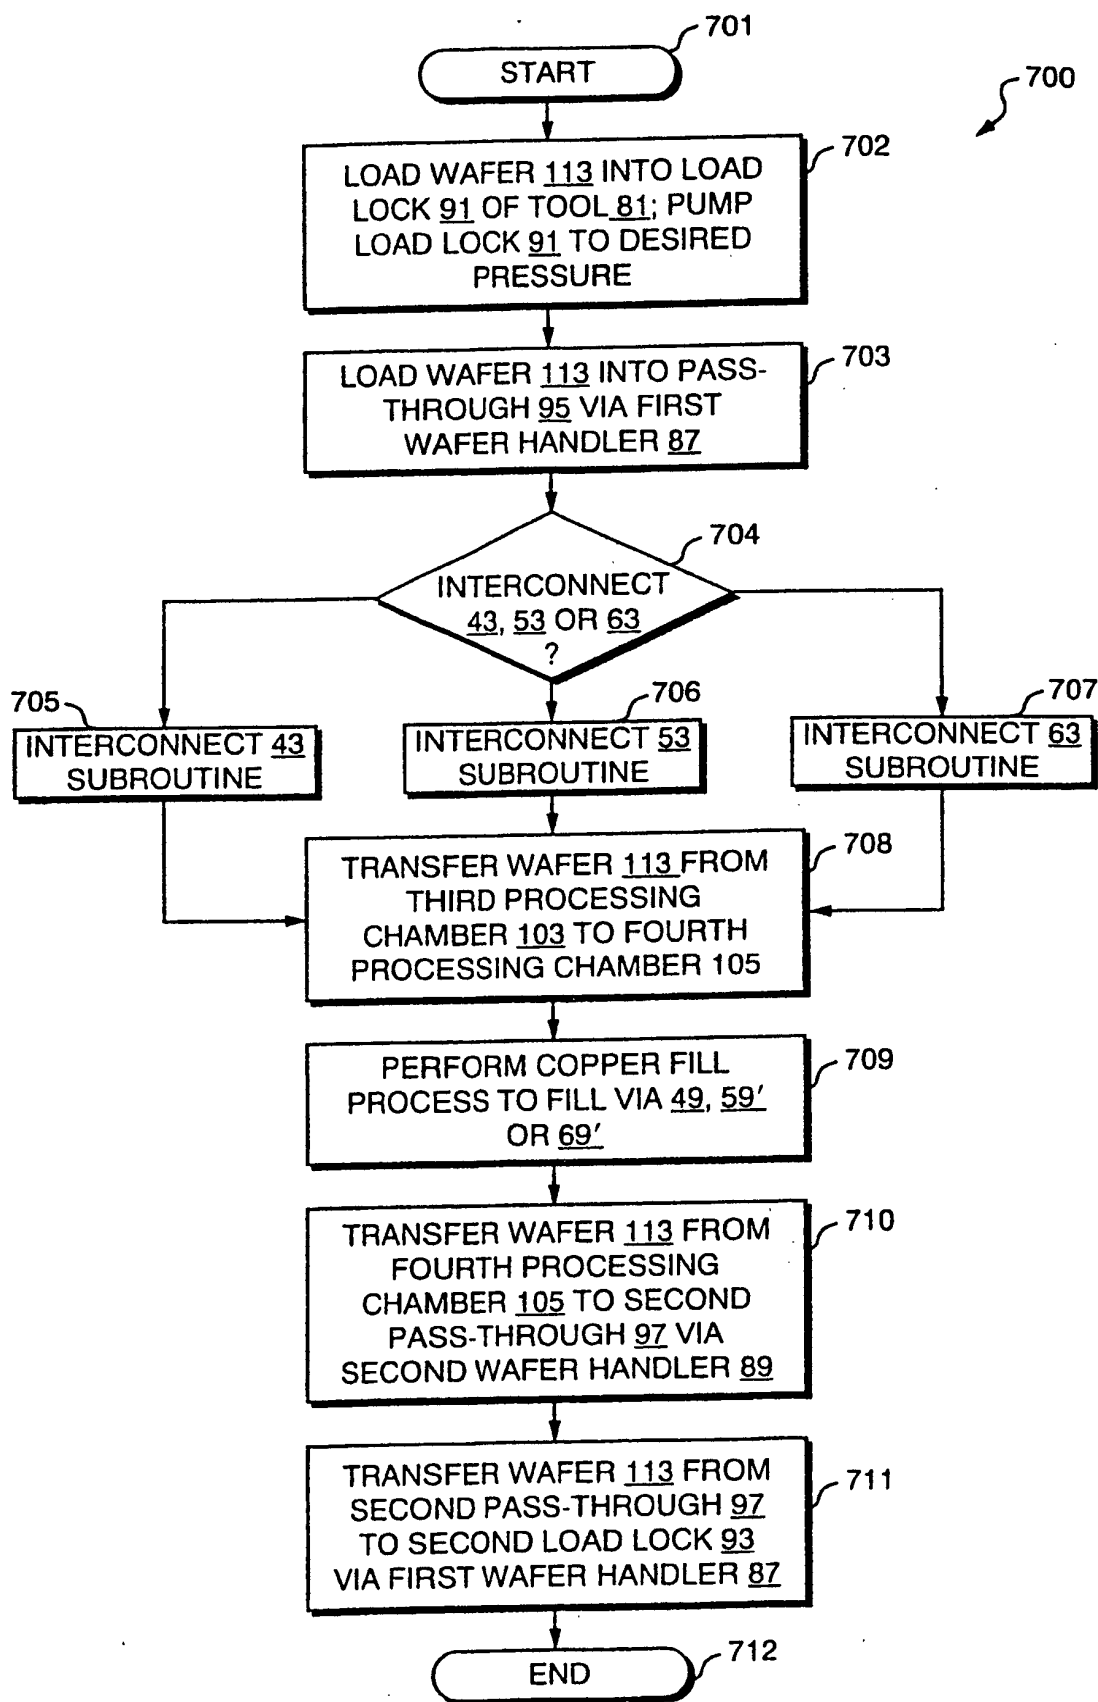 701
START
700
702
LOAD WAFER 113 INTO LOAD
LOCK 91 OF TOOL 81; PUMP
LOAD LOCK 91 TO DESIRED
PRESSURE
703
LOAD WAFER 113 INTO PASS-
THROUGH 95 VIA FIRST
WAFER HANDLER 87
704
INTERCONNECT
43, 53 OR 63
?
705
INTERCONNECT 43
SUBROUTINE
706
INTERCONNECT 53
SUBROUTINE
707
INTERCONNECT 63
SUBROUTINE
708
TRANSFER WAFER 113 FROM
THIRD PROCESSING
CHAMBER 103 TO FOURTH
PROCESSING CHAMBER 105
709
PERFORM COPPER FILL
PROCESS TO FILL VIA 49, 59′
OR 69′
710
TRANSFER WAFER 113 FROM
FOURTH PROCESSING
CHAMBER 105 TO SECOND
PASS-THROUGH 97 VIA
SECOND WAFER HANDLER 89
711
TRANSFER WAFER 113 FROM
SECOND PASS-THROUGH 97
TO SECOND LOAD LOCK 93
VIA FIRST WAFER HANDLER 87
712
END